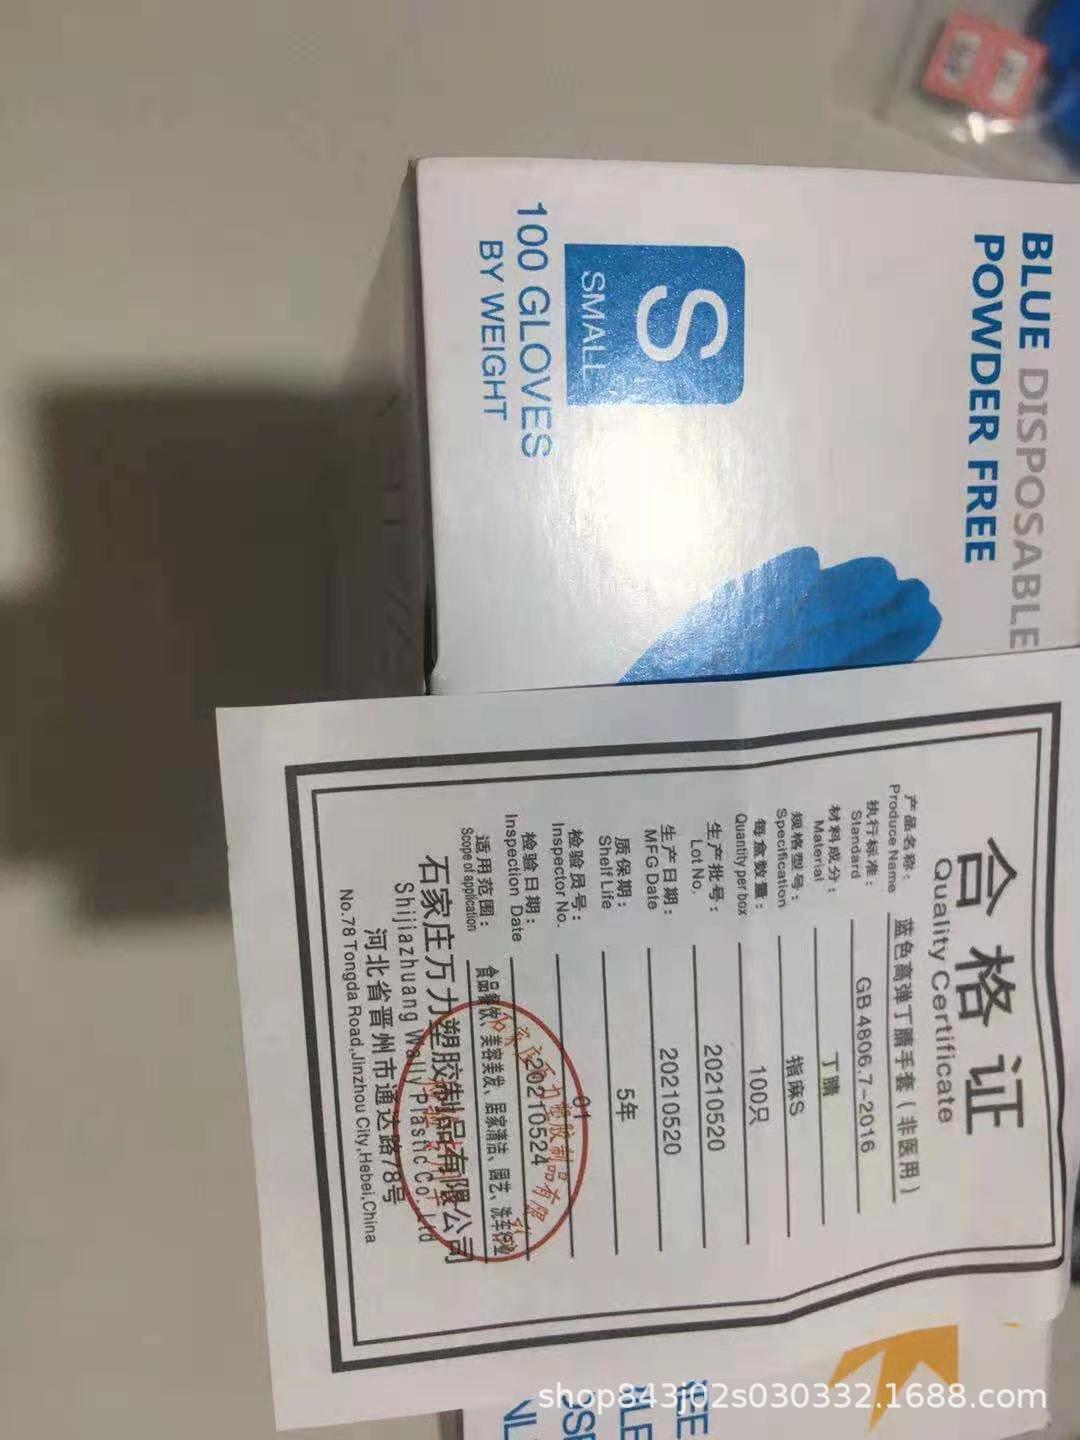 BLUE DISPOSABLE
POWDER FREE
S
SMALL
100 GLOVES
BY WEIGHT
合格证
Quality Certificate
产品名称： 蓝色高弹丁腈手套（非医用）
Produce Name
执行标准： GB 4806.7-2016
Standard
材料成分： 丁腈
Material
规格型号： 指麻S
Specification
每盒数量： 100只
Quantity per box
生产批号： 20210520
Lot No.
生产日期： 20210520
MFG Date
质保期： 5年
Shelf Life
检验员号： 01
Inspector No.
检验日期： 20210524
Inspection Date
适用范围： 食品餐饮、美容美发、居家清洁、园艺、洗车行业
Scope of application
石家庄万力塑胶制品有限公司
Shijiazhuang Wally Plastic Co., Ltd
河北省晋州市通达路78号
No.78 Tongda Road,Jinzhou City,Hebei,China
shop843j02s030332.1688.com